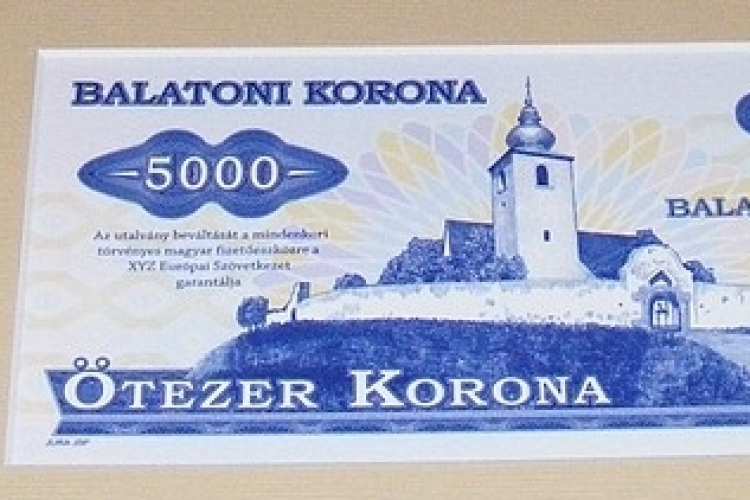 BALATONI KORONA
5000
BALA
Az utalvány beváltását a mindenkori
törvényes magyar fizetőeszközre a
XYZ Európai Szövetkezet
garantálja
ÖTEZER KORONA